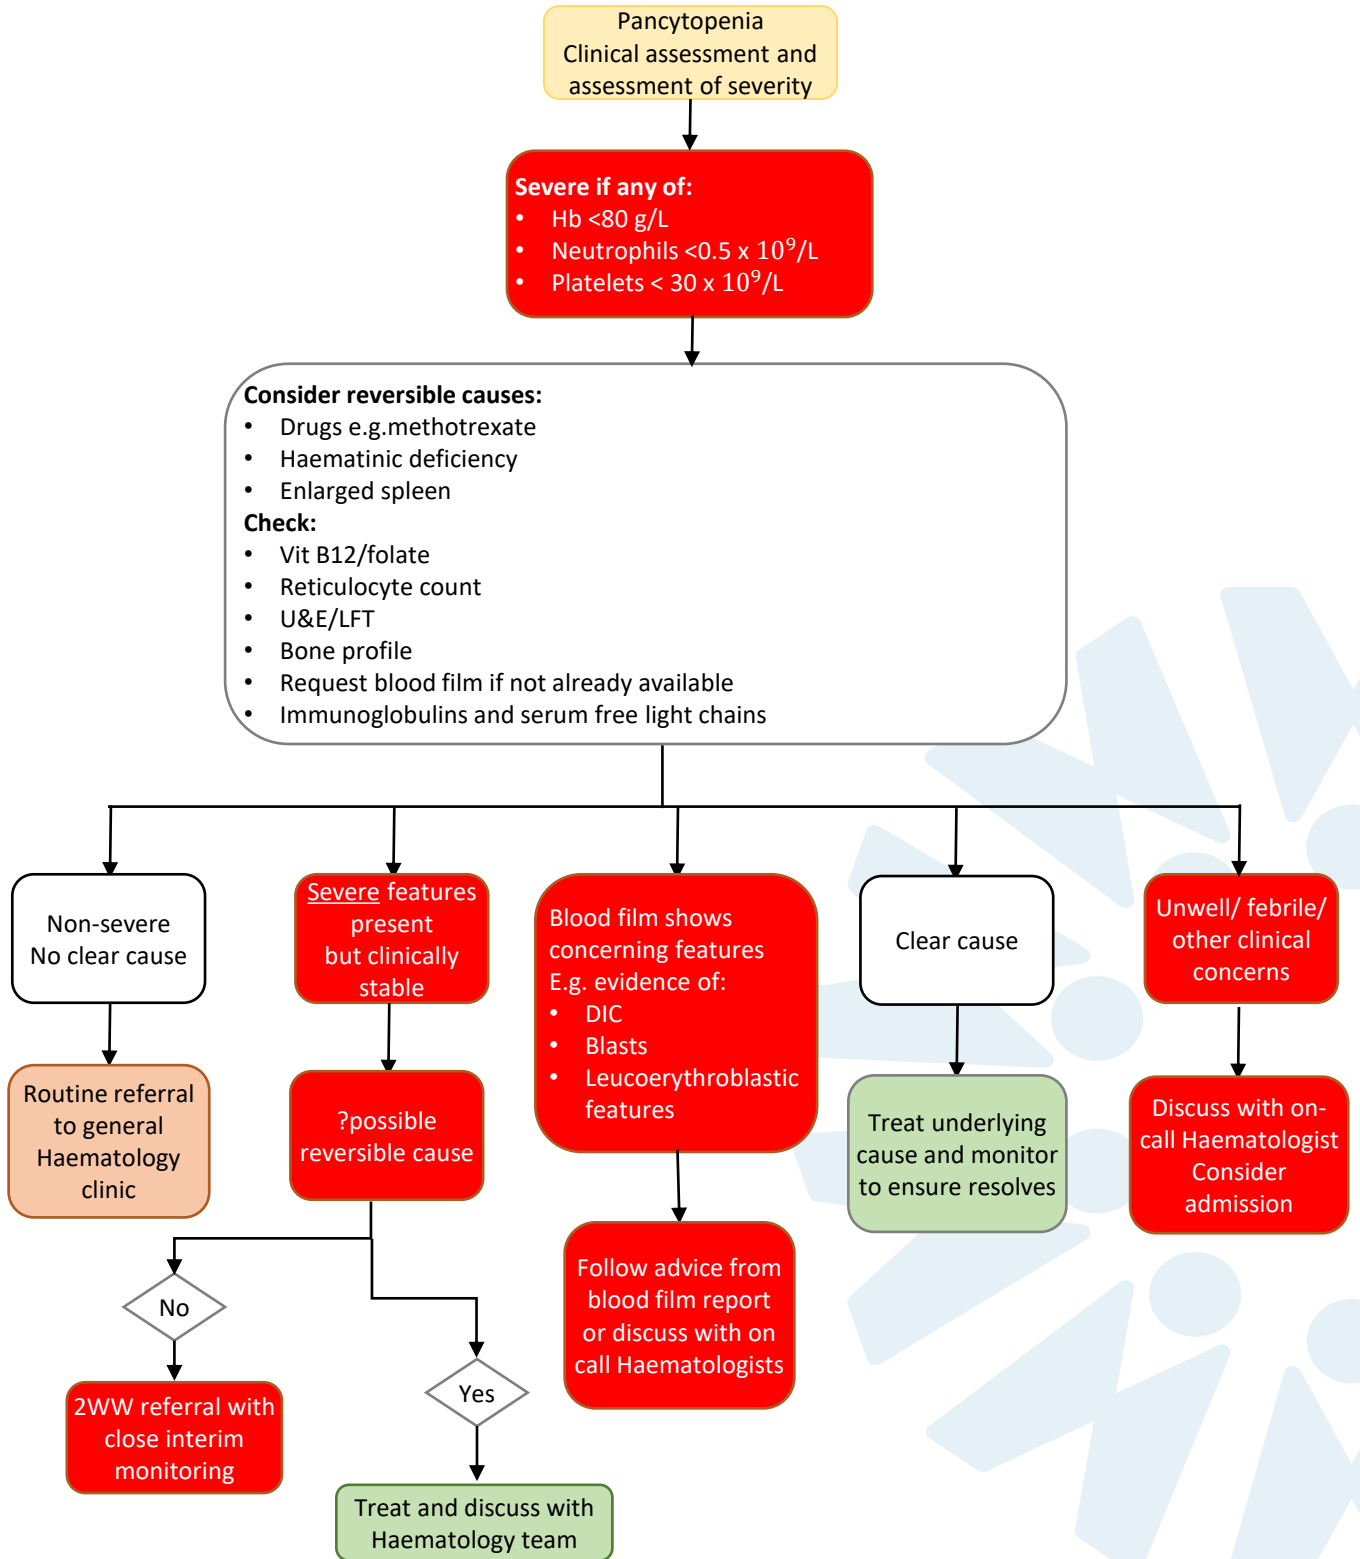 Pancytopenia
Clinical assessment and
assessment of severity
Severe if any of:
• Hb <80 g/L
• Neutrophils <0.5 x 10⁹/L
• Platelets < 30 x 10⁹/L
Consider reversible causes:
• Drugs e.g.methotrexate
• Haematinic deficiency
• Enlarged spleen
Check:
• Vit B12/folate
• Reticulocyte count
• U&E/LFT
• Bone profile
• Request blood film if not already available
• Immunoglobulins and serum free light chains
Non-severe
No clear cause
Severe features
present
but clinically
stable
Blood film shows
concerning features
E.g. evidence of:
• DIC
• Blasts
• Leucoerythroblastic
features
Clear cause
Unwell/ febrile/
other clinical
concerns
Routine referral
to general
Haematology
clinic
?possible
reversible cause
Treat underlying
cause and monitor
to ensure resolves
Discuss with on-
call Haematologist
Consider
admission
Follow advice from
blood film report
or discuss with on
call Haematologists
No
Yes
2WW referral with
close interim
monitoring
Treat and discuss with
Haematology team